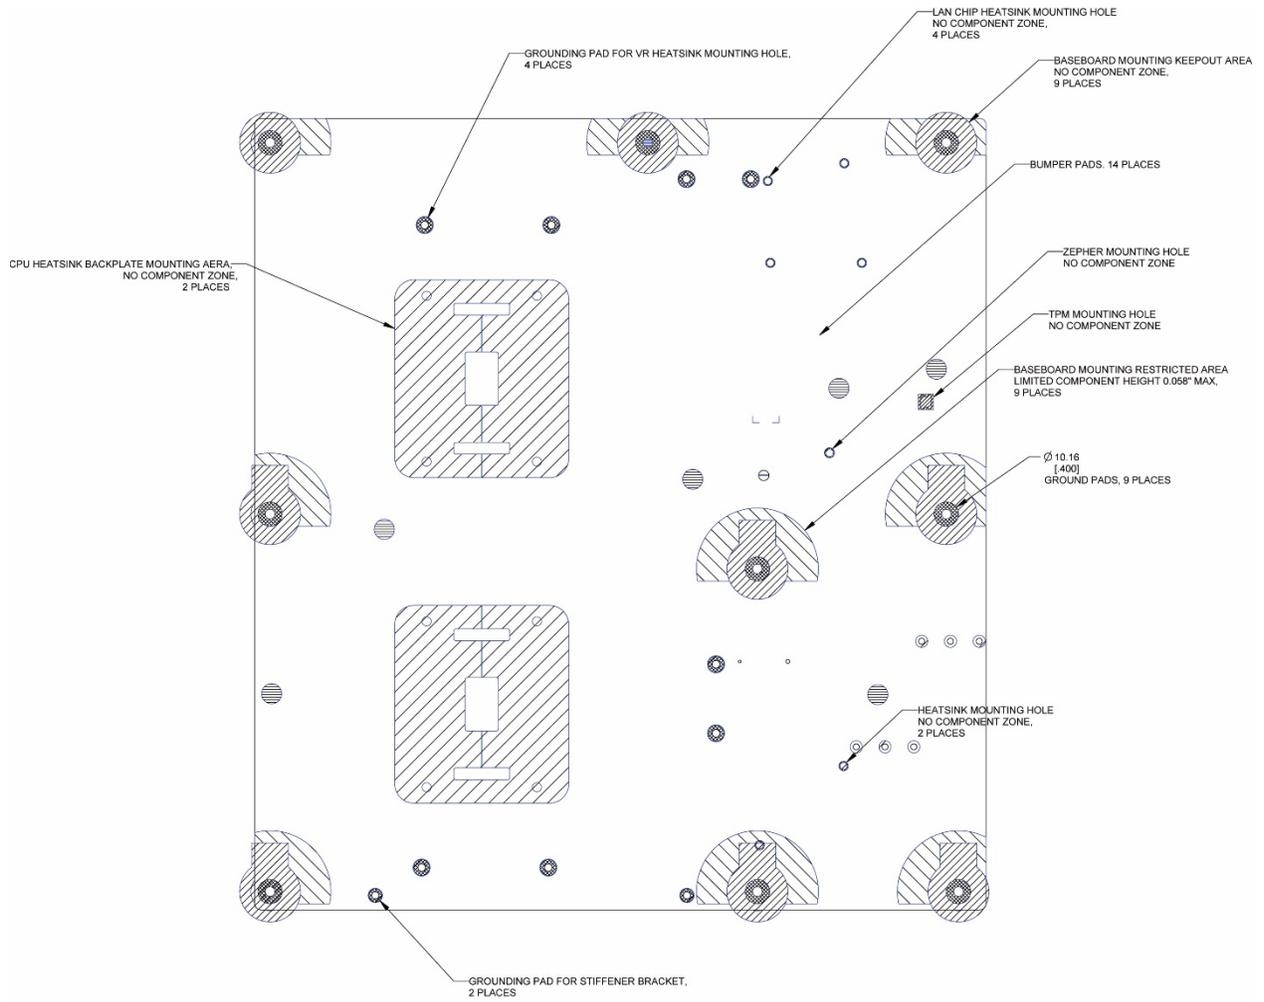 LAN CHIP HEATSINK MOUNTING HOLE
NO COMPONENT ZONE,
4 PLACES
GROUNDING PAD FOR VR HEATSINK MOUNTING HOLE,
4 PLACES
BASEBOARD MOUNTING KEEPOUT AREA
NO COMPONENT ZONE,
9 PLACES
BUMPER PADS. 14 PLACES
CPU HEATSINK BACKPLATE MOUNTING AERA,
NO COMPONENT ZONE,
2 PLACES
ZEPHER MOUNTING HOLE
NO COMPONENT ZONE
TPM MOUNTING HOLE
NO COMPONENT ZONE
BASEBOARD MOUNTING RESTRICTED AREA
LIMITED COMPONENT HEIGHT 0.058" MAX,
9 PLACES
Ø 10.16
[.400]
GROUND PADS, 9 PLACES
HEATSINK MOUNTING HOLE
NO COMPONENT ZONE,
2 PLACES
GROUNDING PAD FOR STIFFENER BRACKET,
2 PLACES